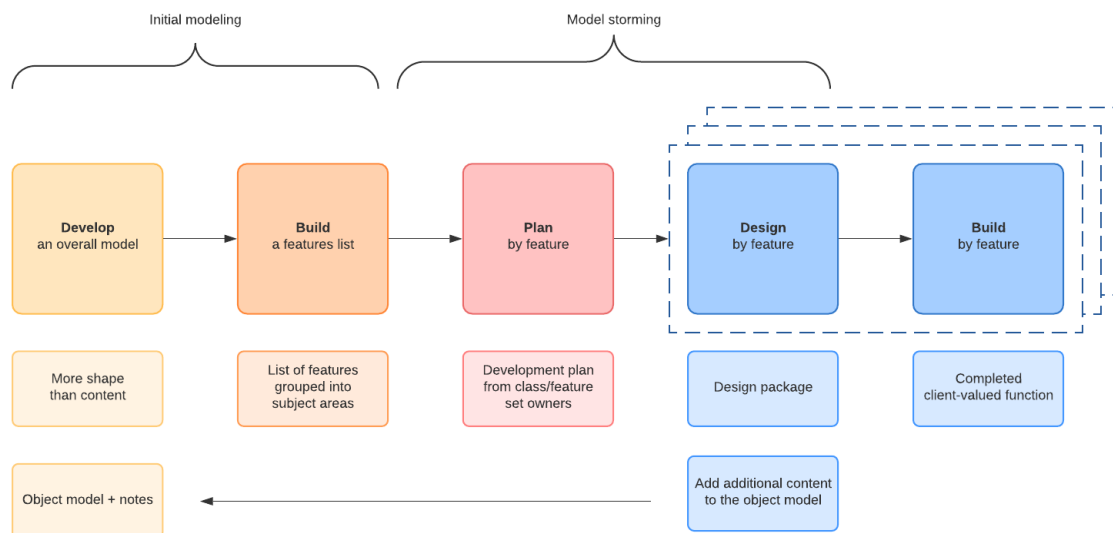 Initial modeling
Model storming
Develop
an overall model
Build
a features list
Plan
by feature
Design
by feature
Build
by feature
More shape
than content
List of features
grouped into
subject areas
Development plan
from class/feature
set owners
Design package
Completed
client-valued function
Object model + notes
Add additional content
to the object model